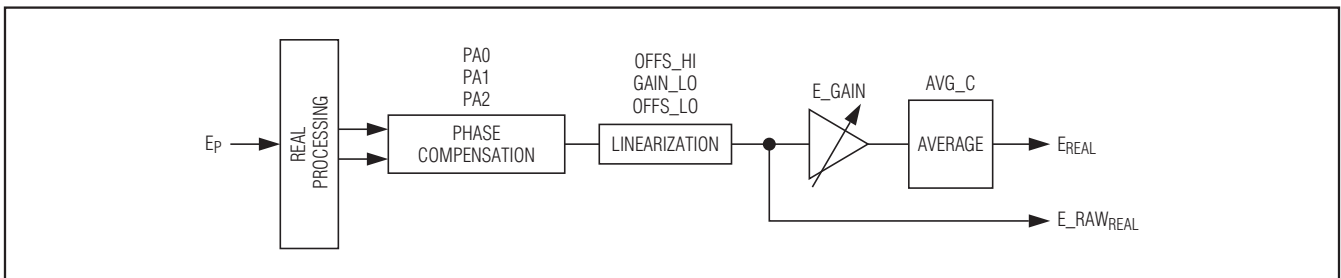 PA0
PA1
PA2
OFFS_HI
GAIN_LO
OFFS_LO
E_GAIN
AVG_C
EP
REAL
PROCESSING
PHASE
COMPENSATION
LINEARIZATION
AVERAGE
EREAL
E_RAWREAL